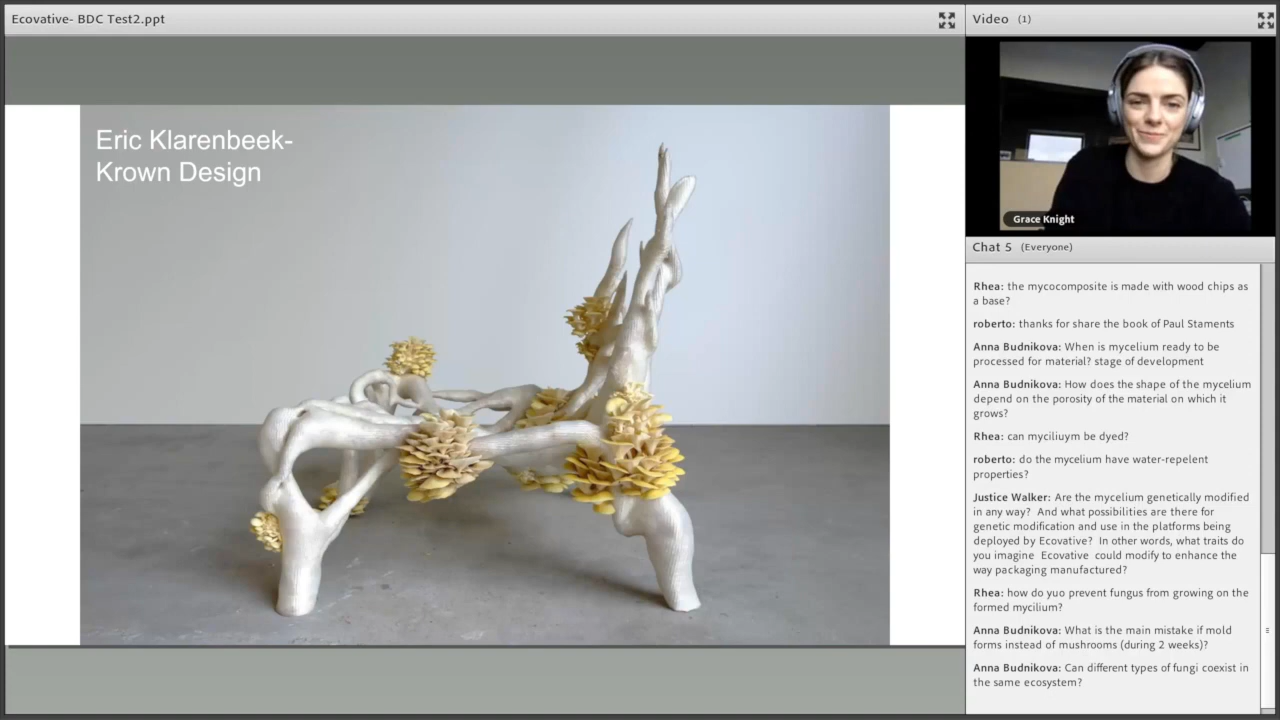 Ecovative- BDC Test2.ppt
Eric Klarenbeek-
Krown Design
Video (1)
Grace Knight
Chat 5 (Everyone)
Rhea: the mycocomposite is made with wood chips as
a base?
roberto: thanks for share the book of Paul Staments
Anna Budnikova: When is mycelium ready to be
processed for material? stage of development
Anna Budnikova: How does the shape of the mycelium
depend on the porosity of the material on which it
grows?
Rhea: can myciliuym be dyed?
roberto: do the mycelium have water-repelent
properties?
Justice Walker: Are the mycelium genetically modified
in any way? And what possibilities are there for
genetic modification and use in the platforms being
deployed by Ecovative? In other words, what traits do
you imagine Ecovative could modify to enhance the
way packaging manufactured?
Rhea: how do yuo prevent fungus from growing on the
formed mycilium?
Anna Budnikova: What is the main mistake if mold
forms instead of mushrooms (during 2 weeks)?
Anna Budnikova: Can different types of fungi coexist in
the same ecosystem?